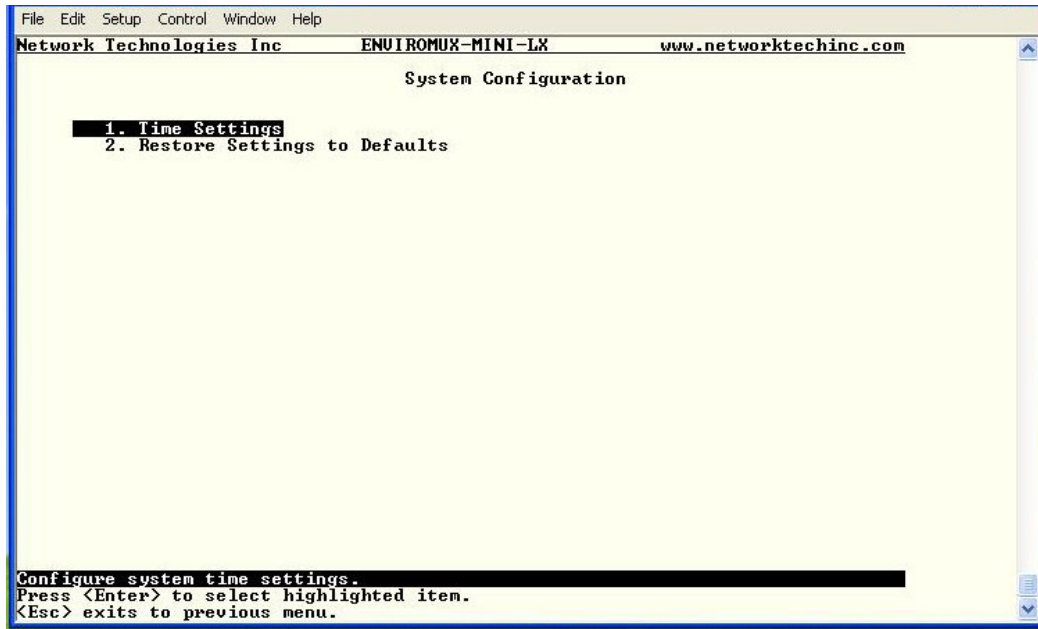 File Edit Setup Control Window Help
Network Technologies Inc ENVIROMUX-MINI-LX www.networktechinc.com
System Configuration
1. Time Settings
2. Restore Settings to Defaults
Configure system time settings.
Press <Enter> to select highlighted item.
<Esc> exits to previous menu.